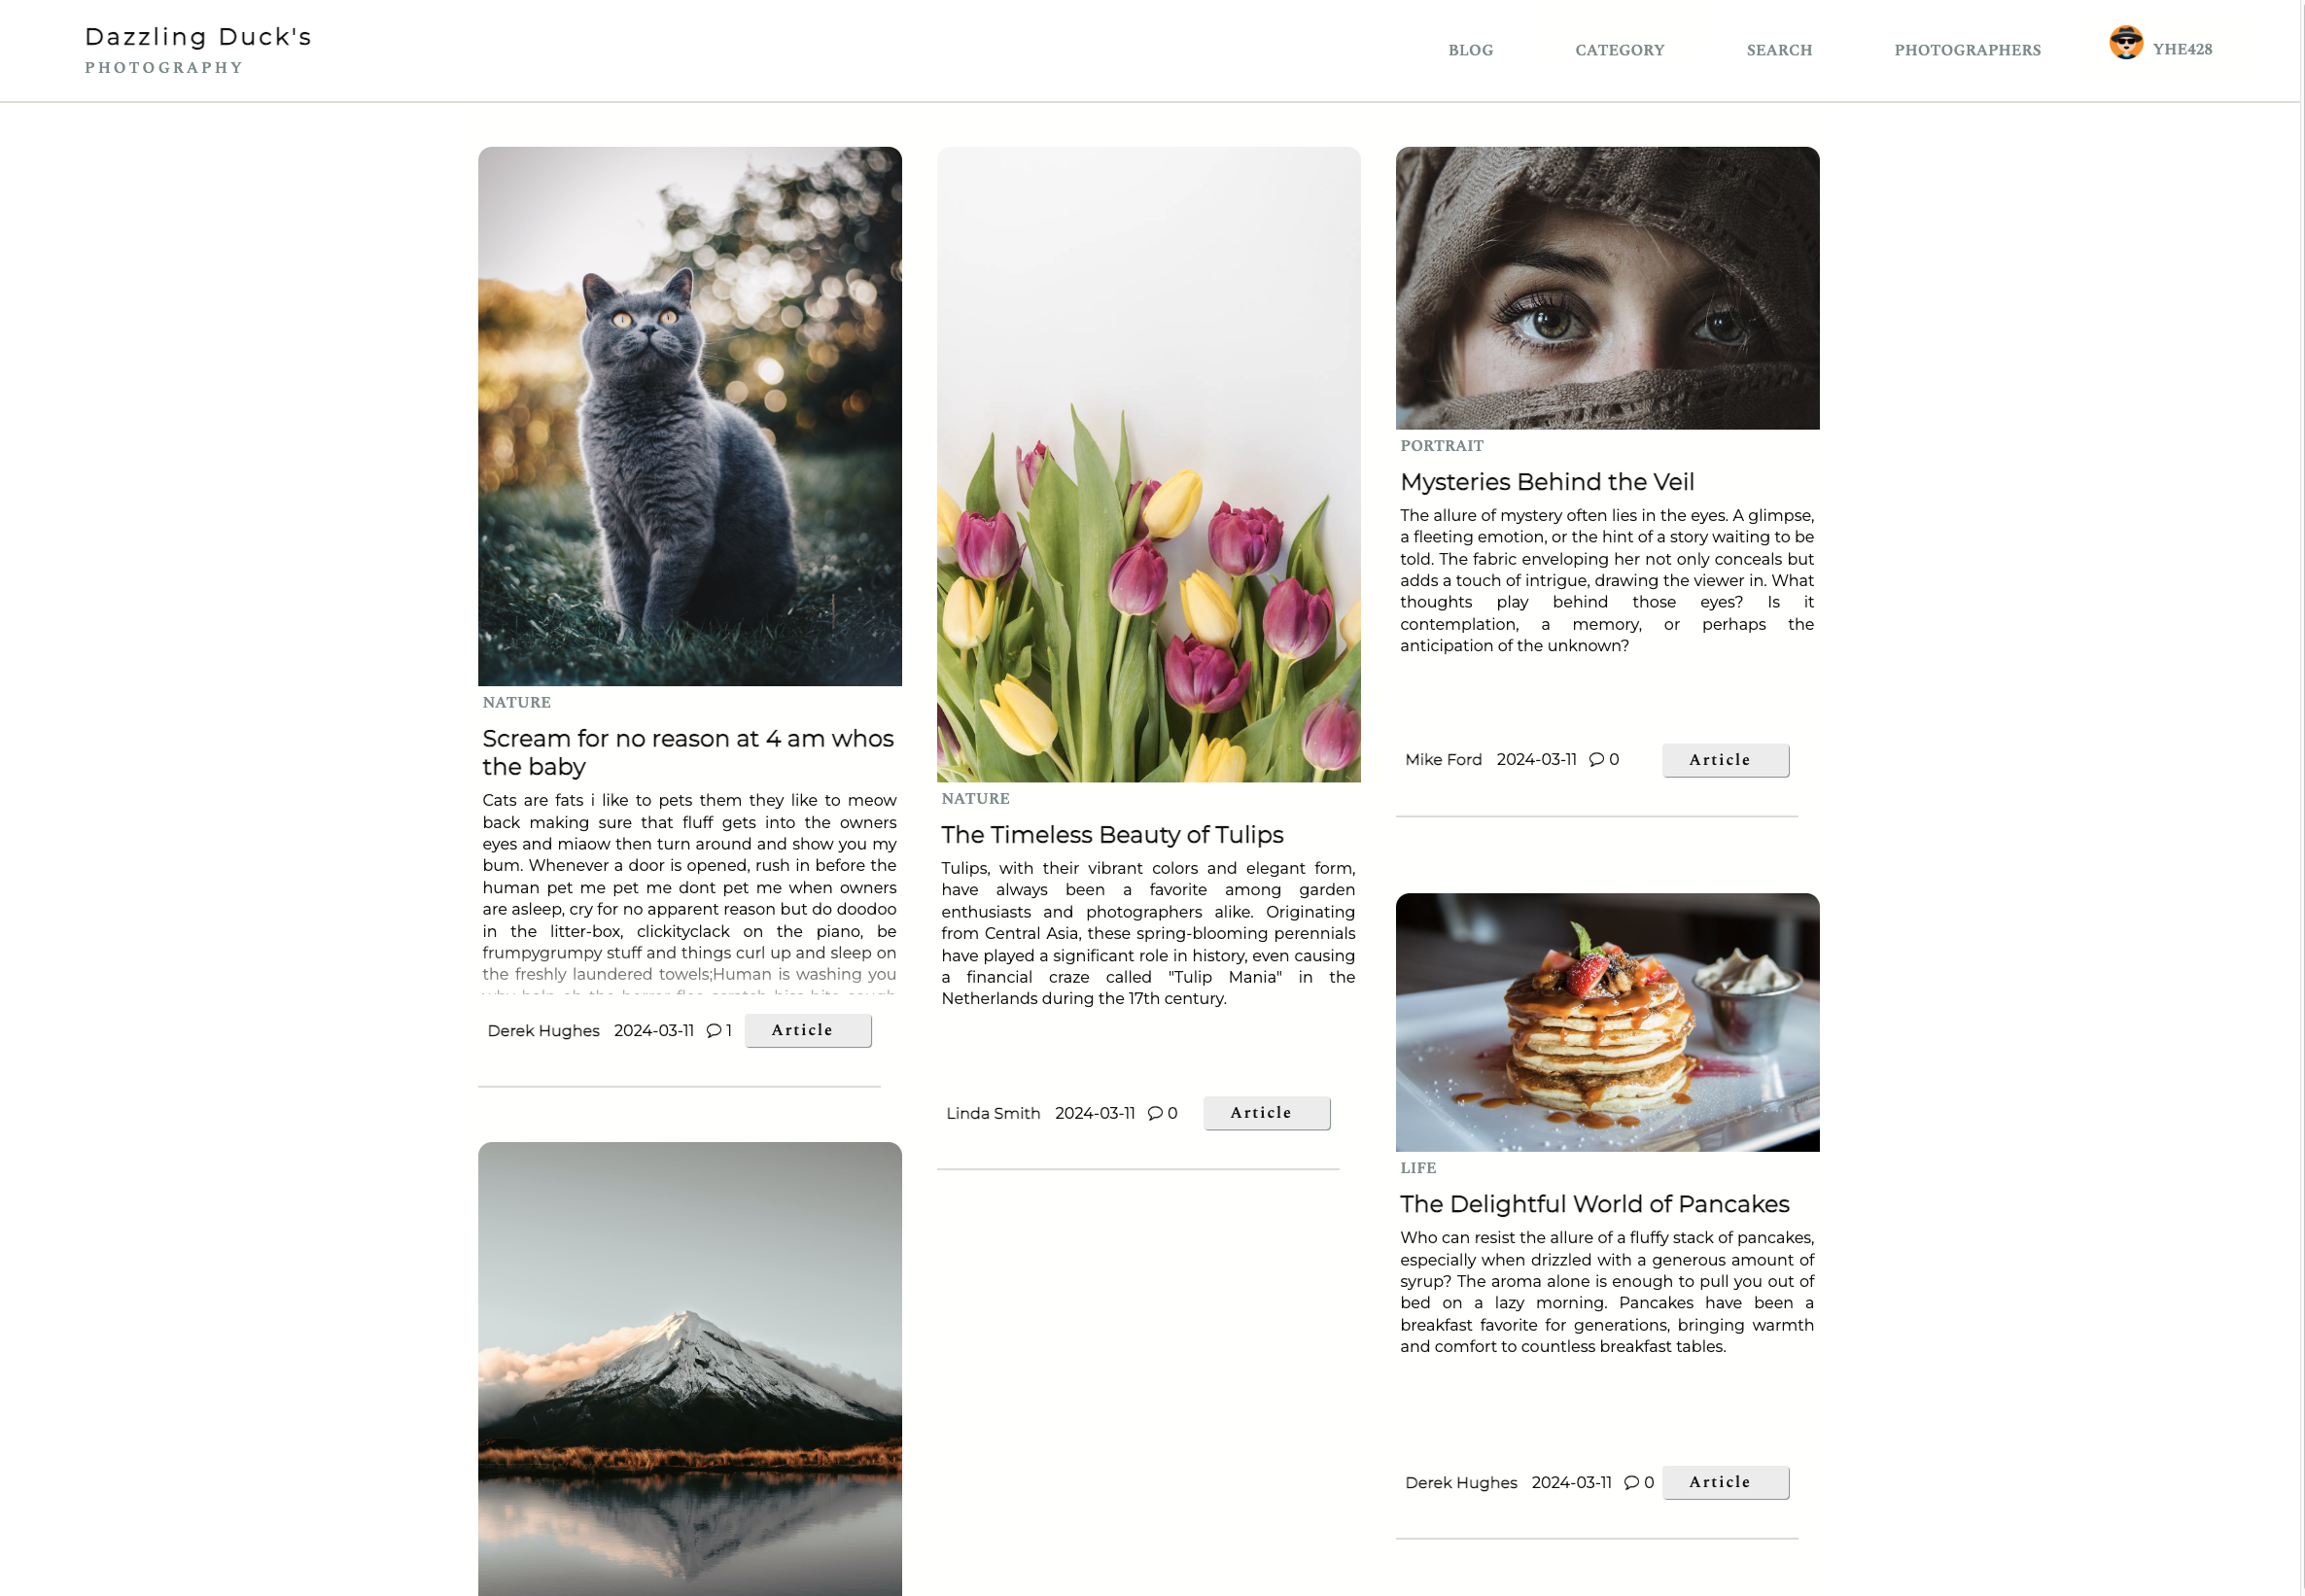 Dazzling Duck's
PHOTOGRAPHY
BLOG
CATEGORY
SEARCH
PHOTOGRAPHERS
YHE428
NATURE
Scream for no reason at 4 am whos
the baby
Cats are fats i like to pets them they like to meow
back making sure that fluff gets into the owners
eyes and miaow then turn around and show you my
bum. Whenever a door is opened, rush in before the
human pet me pet me dont pet me when owners
are asleep, cry for no apparent reason but do doodoo
in the litter-box, clickityclack on the piano, be
frumpygrumpy stuff and things curl up and sleep on
the freshly laundered towels;Human is washing you
Derek Hughes 2024-03-11 1 Article
NATURE
The Timeless Beauty of Tulips
Tulips, with their vibrant colors and elegant form,
have always been a favorite among garden
enthusiasts and photographers alike. Originating
from Central Asia, these spring-blooming perennials
have played a significant role in history, even causing
a financial craze called "Tulip Mania" in the
Netherlands during the 17th century.
Linda Smith 2024-03-11 0 Article
PORTRAIT
Mysteries Behind the Veil
The allure of mystery often lies in the eyes. A glimpse,
a fleeting emotion, or the hint of a story waiting to be
told. The fabric enveloping her not only conceals but
adds a touch of intrigue, drawing the viewer in. What
thoughts play behind those eyes? Is it
contemplation, a memory, or perhaps the
anticipation of the unknown?
Mike Ford 2024-03-11 0 Article
LIFE
The Delightful World of Pancakes
Who can resist the allure of a fluffy stack of pancakes,
especially when drizzled with a generous amount of
syrup? The aroma alone is enough to pull you out of
bed on a lazy morning. Pancakes have been a
breakfast favorite for generations, bringing warmth
and comfort to countless breakfast tables.
Derek Hughes 2024-03-11 0 Article